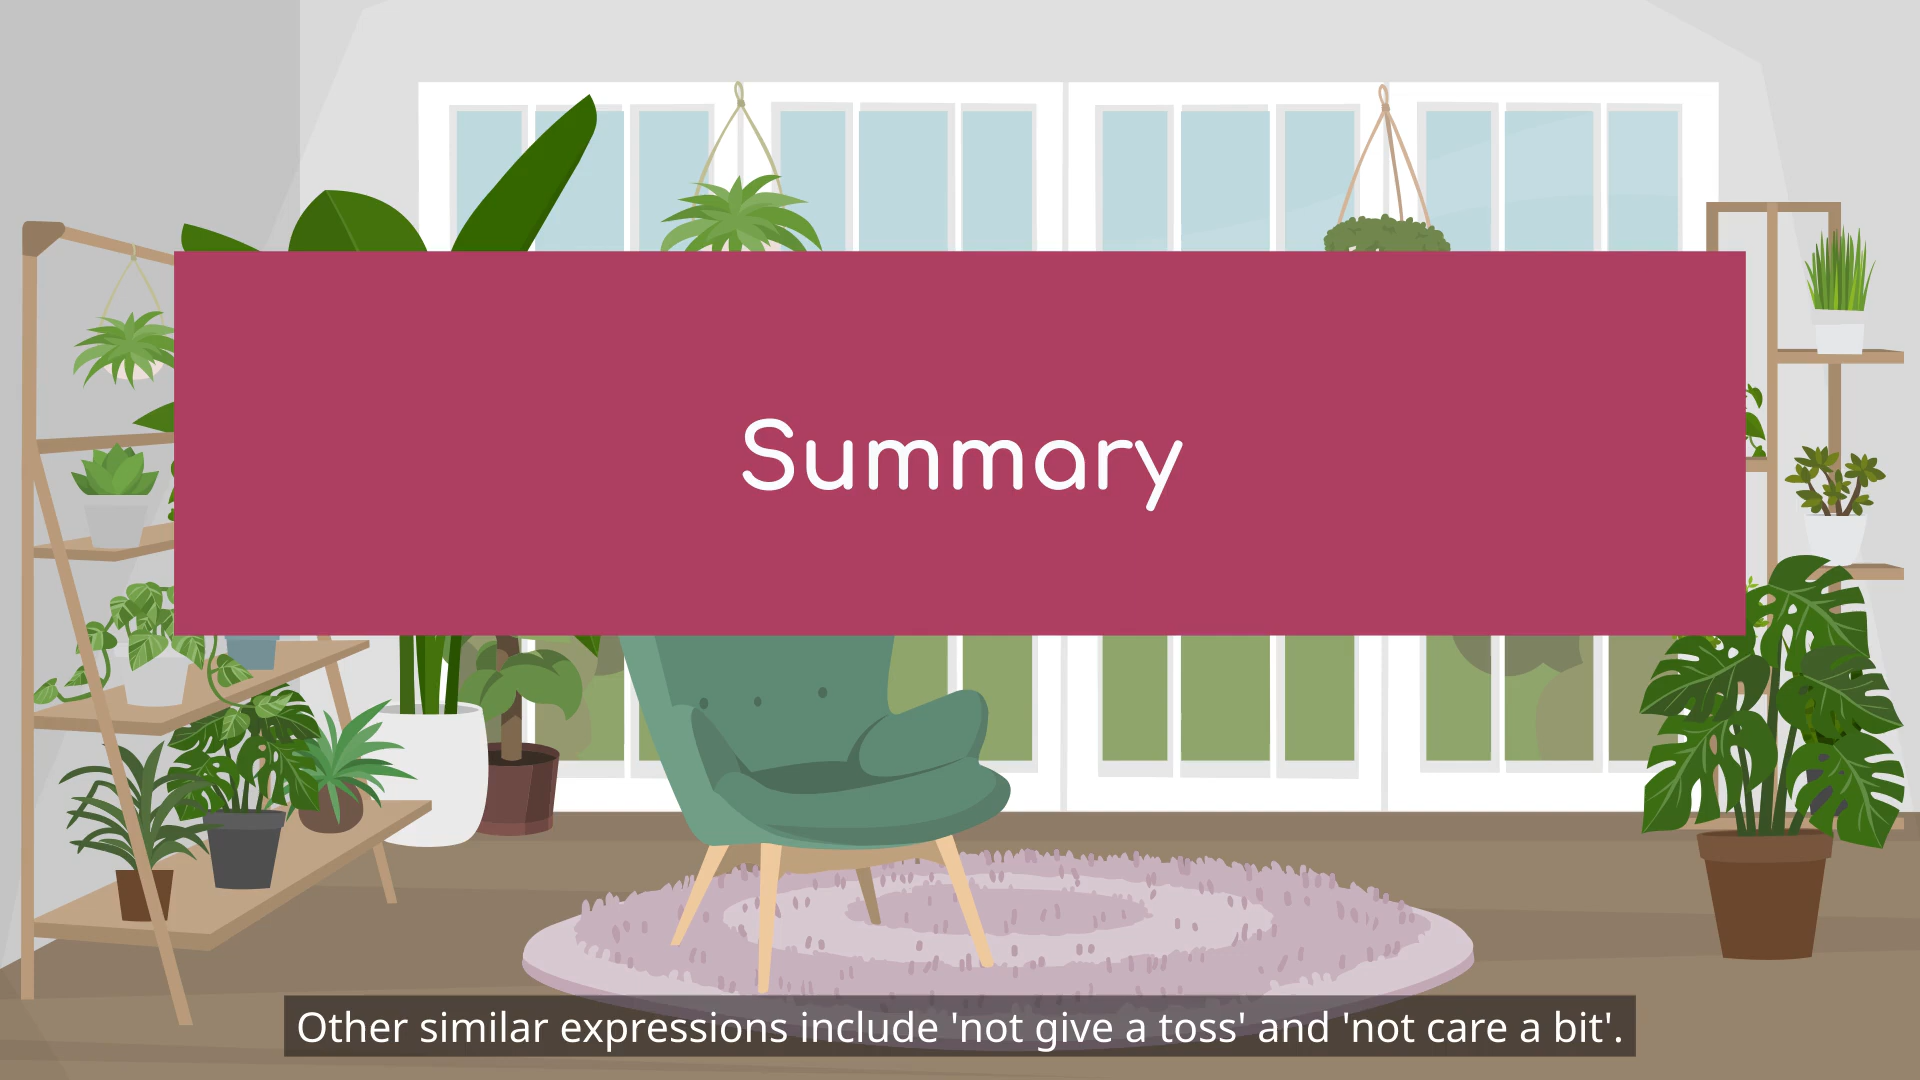 Summary
Other similar expressions include 'not give a toss' and 'not care a bit'.